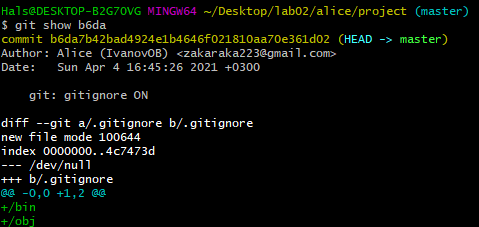 Hals@DESKTOP-B2G7OVG MINGW64 ~/Desktop/lab02/alice/project (master)
$ git show b6da
commit b6da7b42bad4924e1b4646f021810aa70e361d02 (HEAD -> master)
Author: Alice (IvanovOB) <zakaraka223@gmail.com>
Date:   Sun Apr 4 16:45:26 2021 +0300
    git: gitignore ON
diff --git a/.gitignore b/.gitignore
new file mode 100644
index 0000000..4c7473d
--- /dev/null
+++ b/.gitignore
@@ -0,0 +1,2 @@
+/bin
+/obj